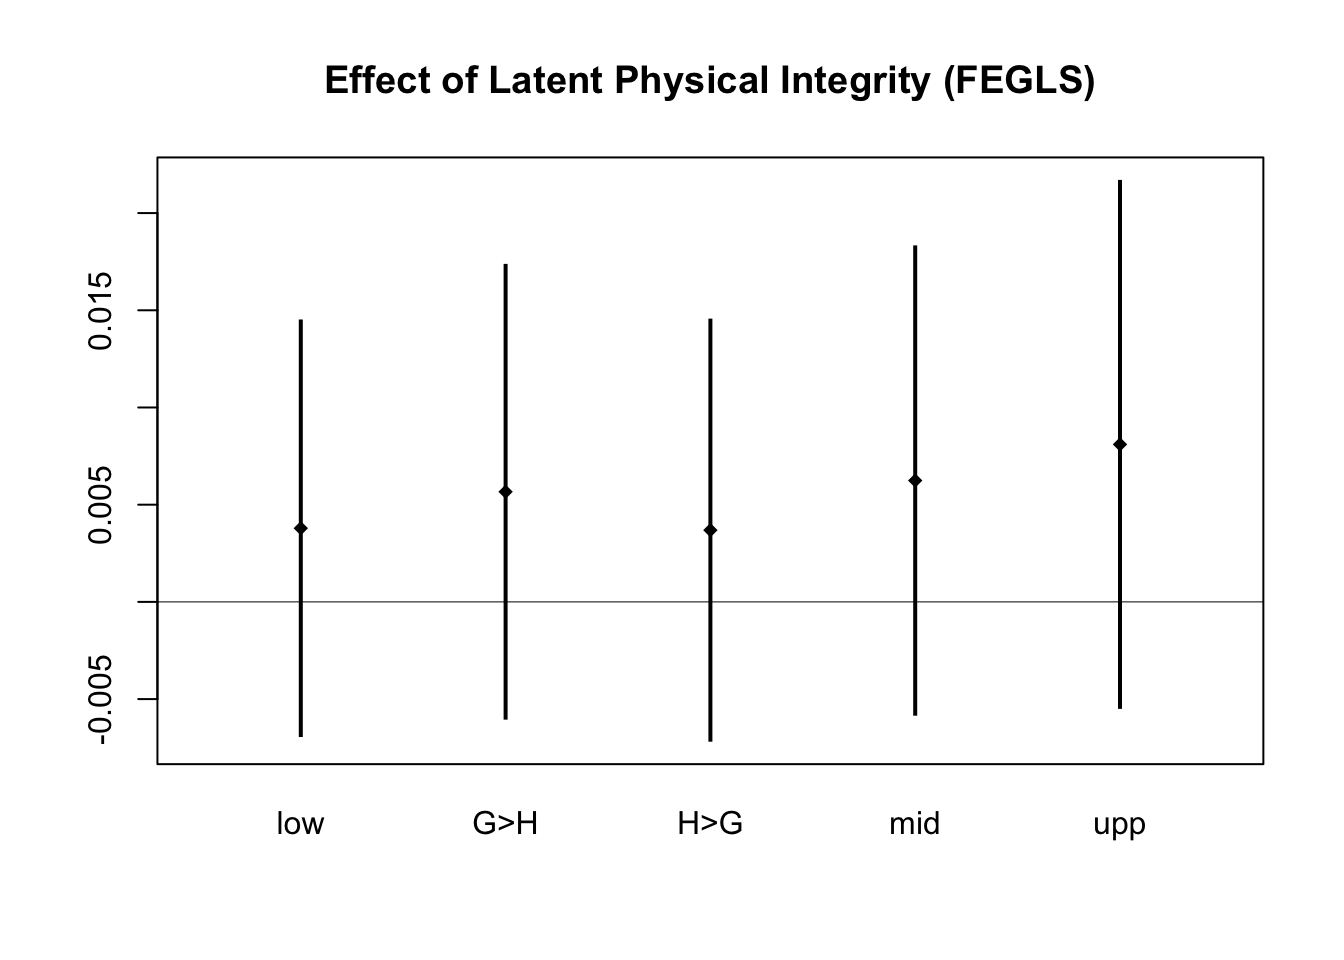 Effect of Latent Physical Integrity (FEGLS)
0.015
0.005
-0.005
low G>H H>G mid upp